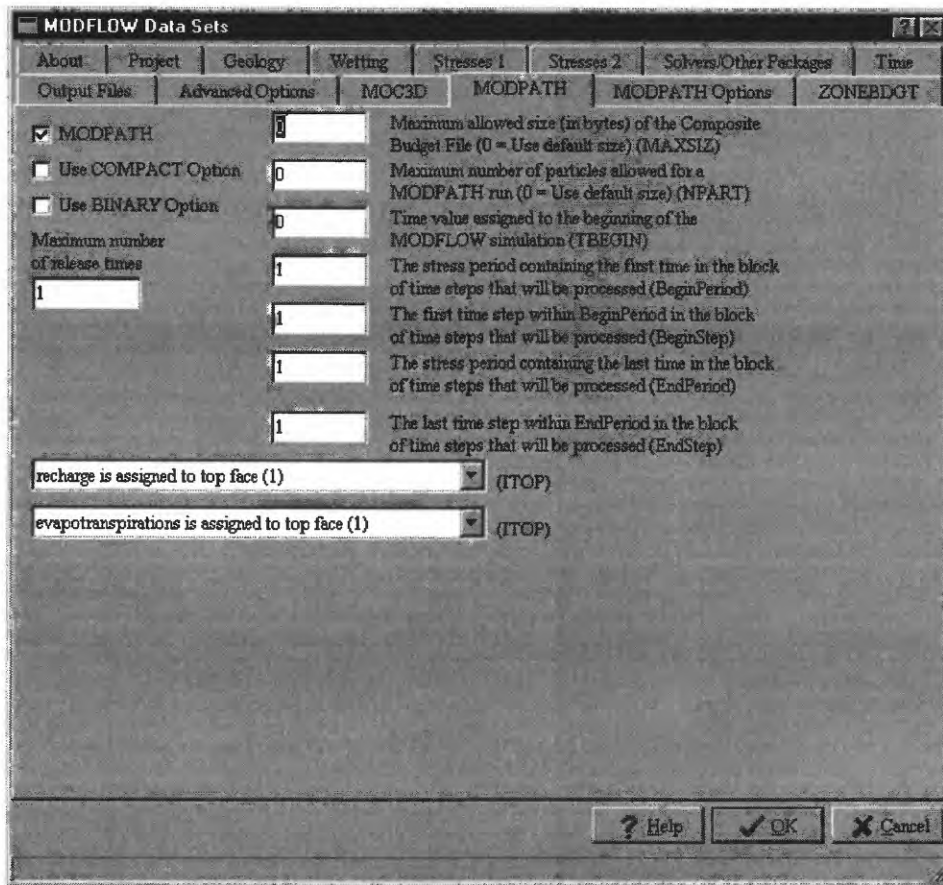 MODFLOW Data Sets
About Project Geology Wetting Stresses 1 Stresses 2 Solvers/Other Packages Time
Output Files Advanced Options MOC3D MODPATH MODPATH Options ZONEBDGT
MODPATH
Use COMPACT Option
Use BINARY Option
Maximum number
of release times
1
0
Maximum allowed size (in bytes) of the Composite
Budget File (0 = Use default size) (MAXSIZ)
0
Maximum number of particles allowed for a
MODPATH run (0 = Use default size) (NPART)
0
Time value assigned to the beginning of the
MODFLOW simulation (TBEGIN)
1
The stress period containing the first time in the block
of time steps that will be processed (BeginPeriod)
1
The first time step within BeginPeriod in the block
of time steps that will be processed (BeginStep)
1
The stress period containing the last time in the block
of time steps that will be processed (EndPeriod)
1
The last time step within EndPeriod in the block
of time steps that will be processed (EndStep)
recharge is assigned to top face (1) (ITOP)
evapotranspirations is assigned to top face (1) (ITOP)
? Help OK Cancel